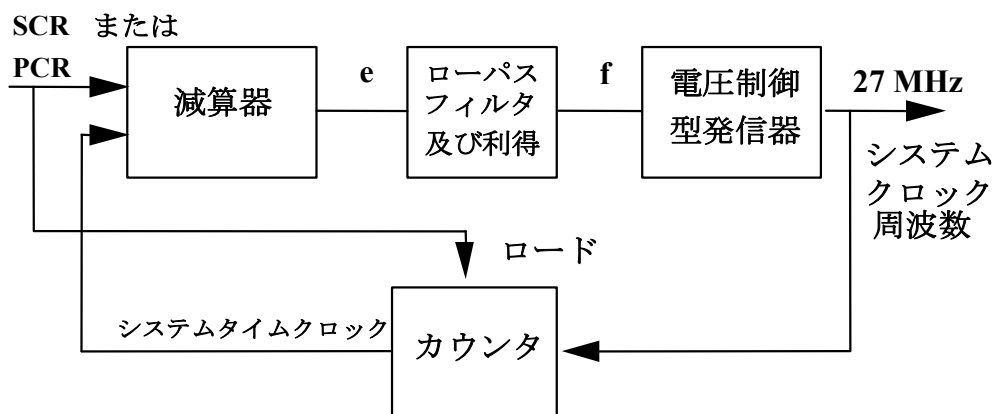 SCR または
PCR
減算器
e
ローパス
フィルタ
及び利得
f
電圧制御
型発信器
27 MHz
システム
クロック
周波数
ロード
システムタイムクロック
カウンタ